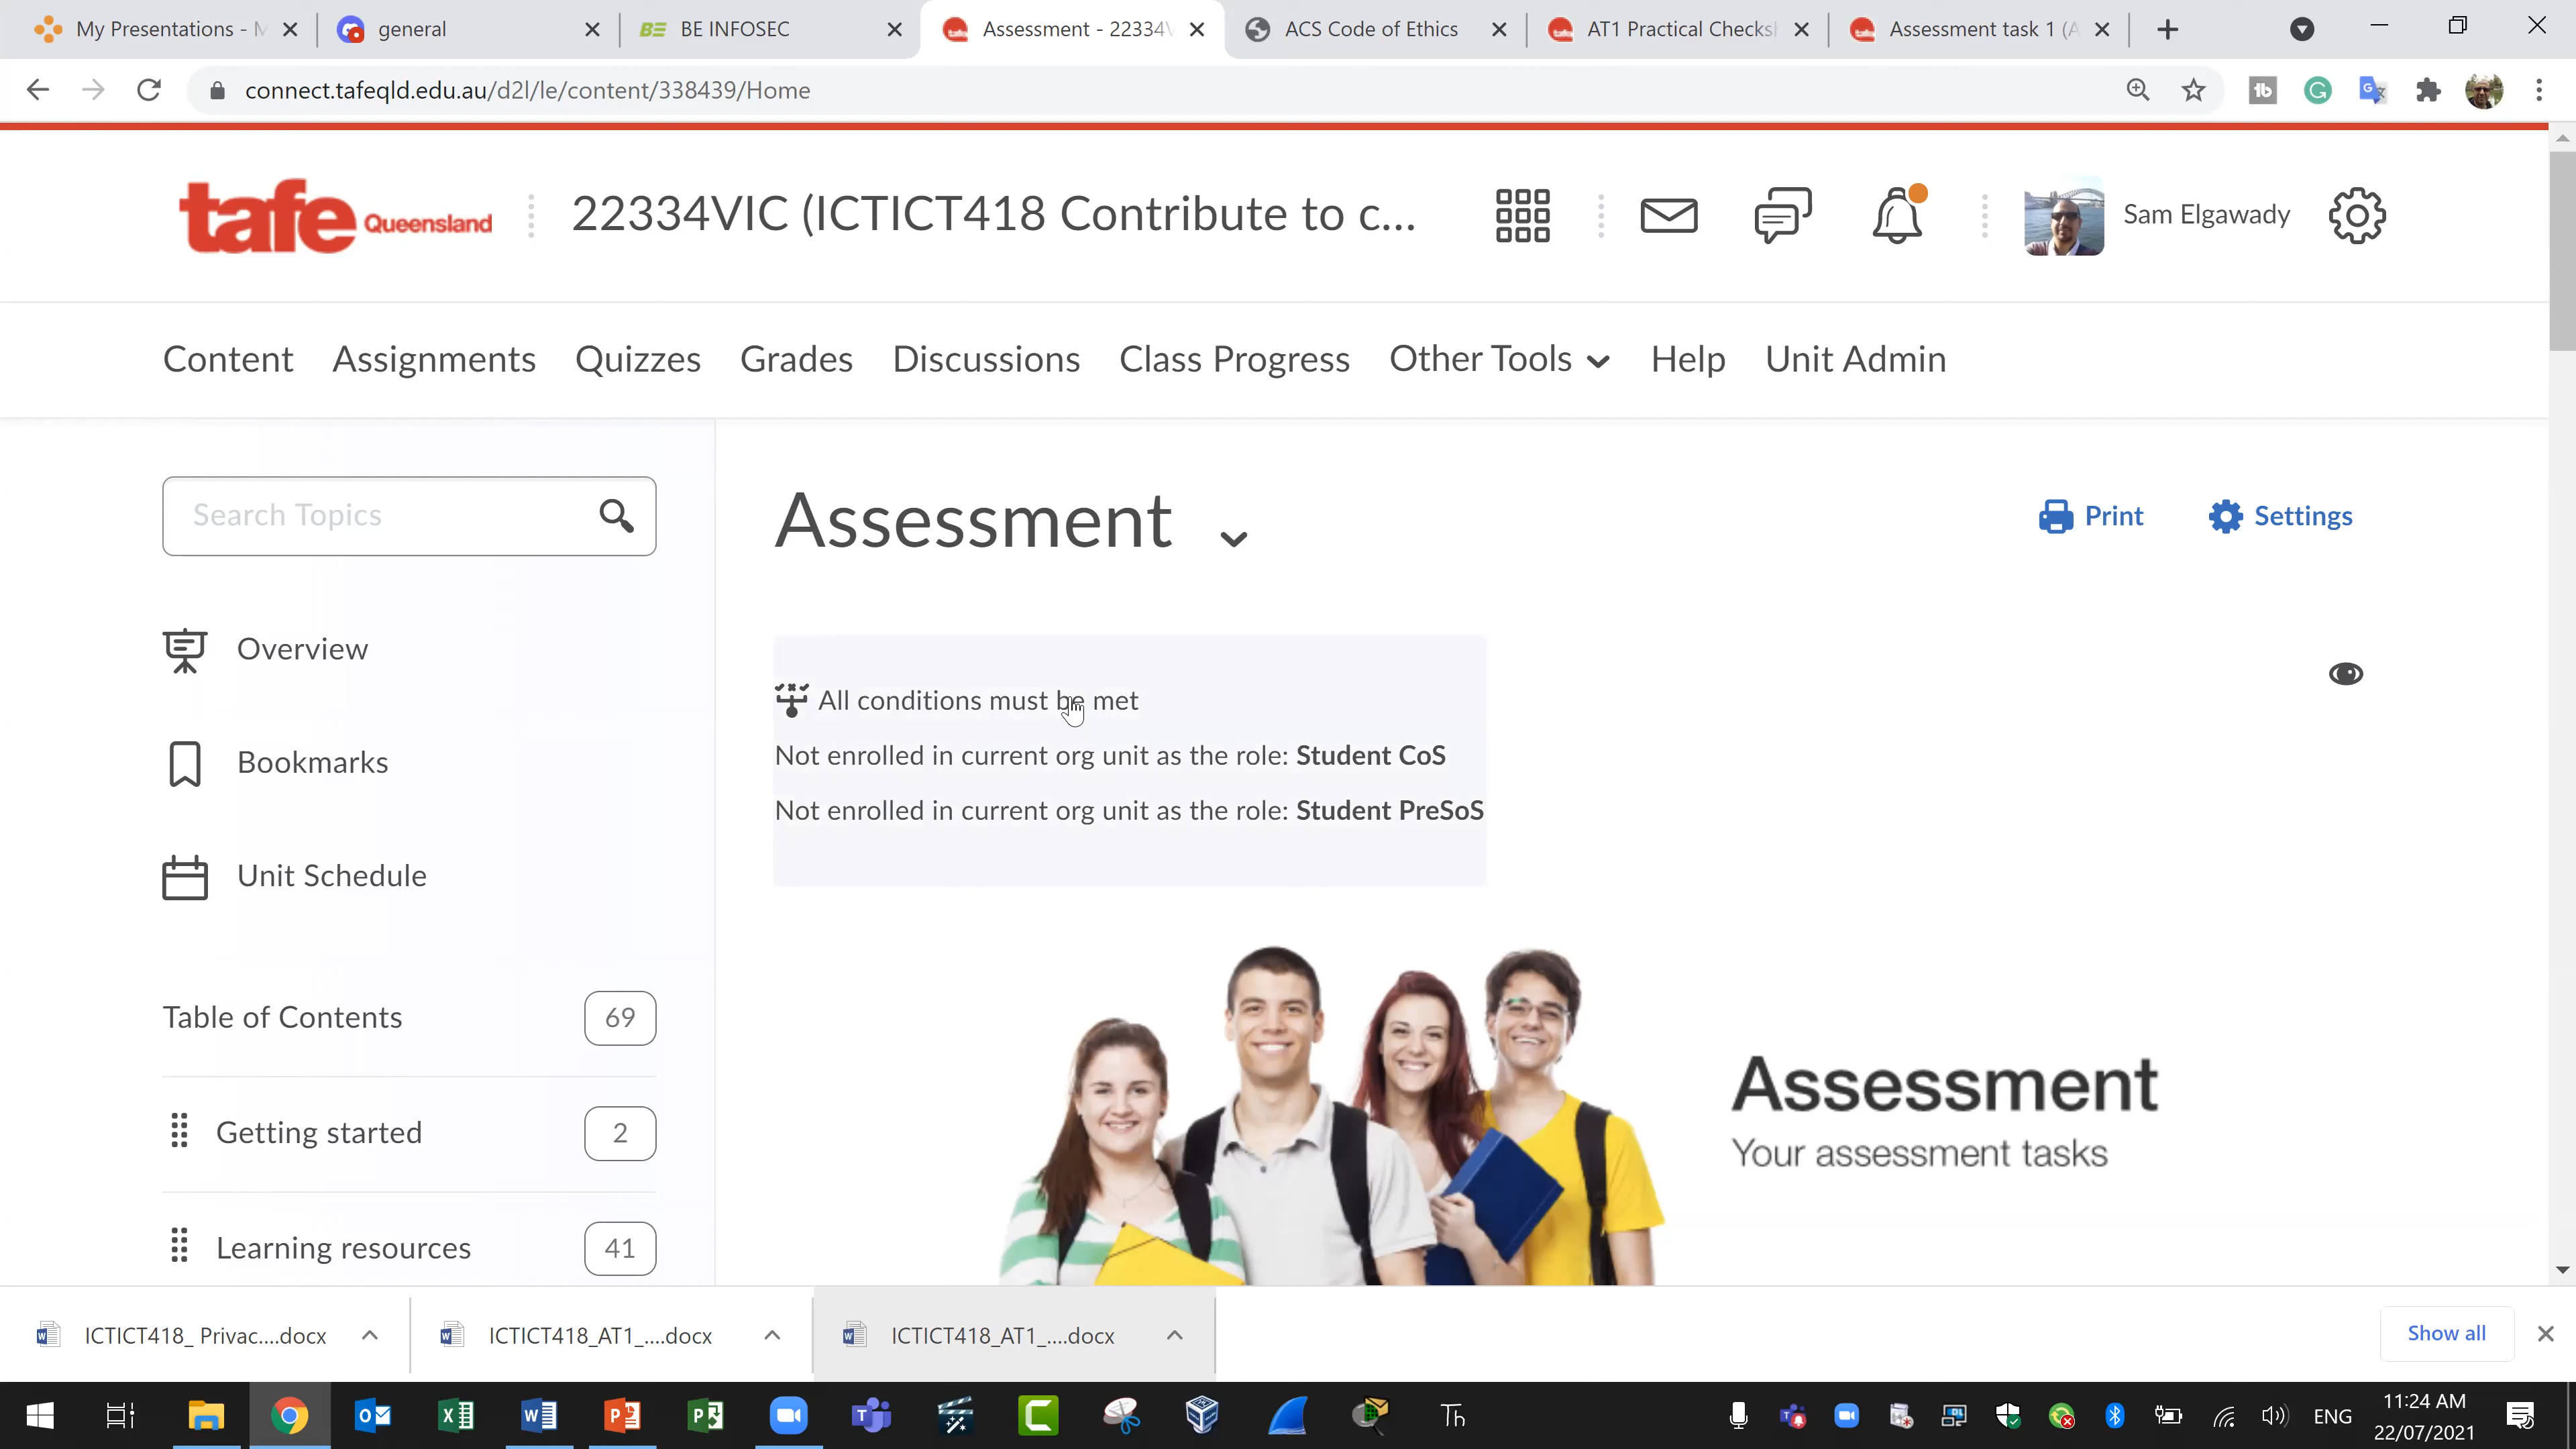 My Presentations - M
general
BE INFOSEC
Assessment - 22334V
ACS Code of Ethics
AT1 Practical Checksh
Assessment task 1 (A
connect.tafeqld.edu.au/d2l/le/content/338439/Home
tafe Queensland
22334VIC (ICTICT418 Contribute to c...
Sam Elgawady
Content Assignments Quizzes Grades Discussions Class Progress Other Tools Help Unit Admin
Search Topics
Overview
Bookmarks
Unit Schedule
Table of Contents 69
Getting started 2
Learning resources 41
Assessment
Print Settings
All conditions must be met
Not enrolled in current org unit as the role: Student CoS
Not enrolled in current org unit as the role: Student PreSoS
Assessment
Your assessment tasks
ICTICT418_ Privac....docx
ICTICT418_AT1_....docx
ICTICT418_AT1_....docx
Show all
Th
ENG
11:24 AM
22/07/2021